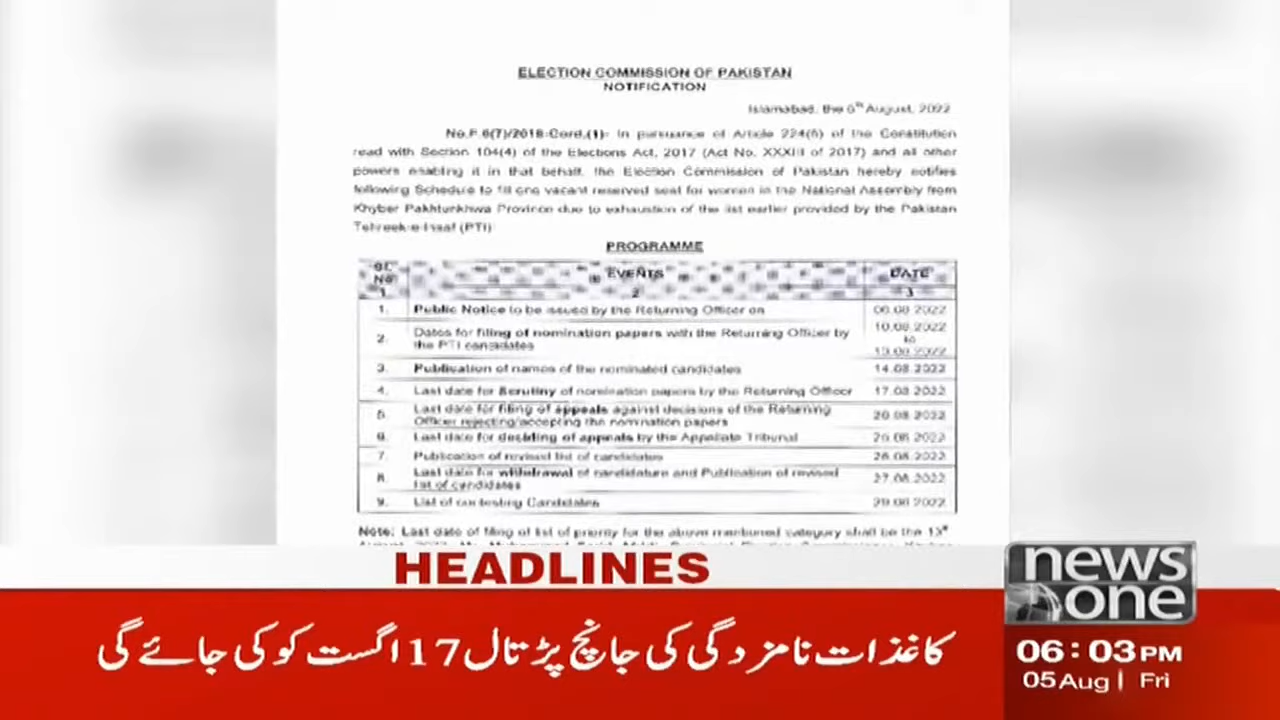 ELECTION COMMISSION OF PAKISTAN
NOTIFICATION
Islamabad, the August, 2022
In pursuance of Article of the Constitution
read with Section 104(4) of the Elections Act, 2017 (Act No. XXXIII of 2017) and all other
powers enabling it in that behalf, the Election Commission of Pakistan hereby notifies
following Schedule to fill one vacant reserved seat for women in the National Assembly from
Khyber Pakhtunkhwa Province due to exhaustion of the list earlier provided by the Pakistan
Tehreek-e-Insaf (PTI)
PROGRAMME
SL. No EVENTS DATE
1 2 3
1. Public Notice to be issued by the Returning Officer on 06.08.2022
2. Dates for filing of nomination papers with the Returning Officer by the PTI candidates 10.08.2022 to 13.08.2022
3. Publication of names of the nominated candidates 14.08.2022
4. Last date for Scrutiny of nomination papers by the Returning Officer 17.08.2022
5. Last date for filing of appeals against decisions of the Returning Officer rejecting/accepting the nomination papers 20.08.2022
6. Last date for deciding of appeals by the Appellate Tribunal
7. Publication of revised list of candidates 26.08.2022
8. Last date for withdrawal of candidature and Publication of revised list of candidates 27.08.2022
9. List of contesting Candidates
Note: Last date of filing of list of priority for the above mentioned category shall be the 13th
HEADLINES
کاغذات نامزدگی کی جانچ پڑتال 17 اگست کو کی جائے گی
news
one
06:03 PM
05 Aug | Fri